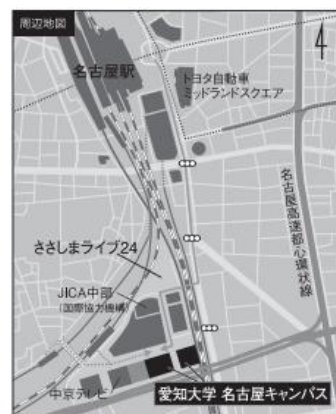 周辺地図
名古屋駅
トヨタ自動車
ミッドランドスクエア
名古屋高速都心環状線
ささしまライブ24
JICA中部
(国際協力機構)
中京テレビ
愛知大学 名古屋キャンパス